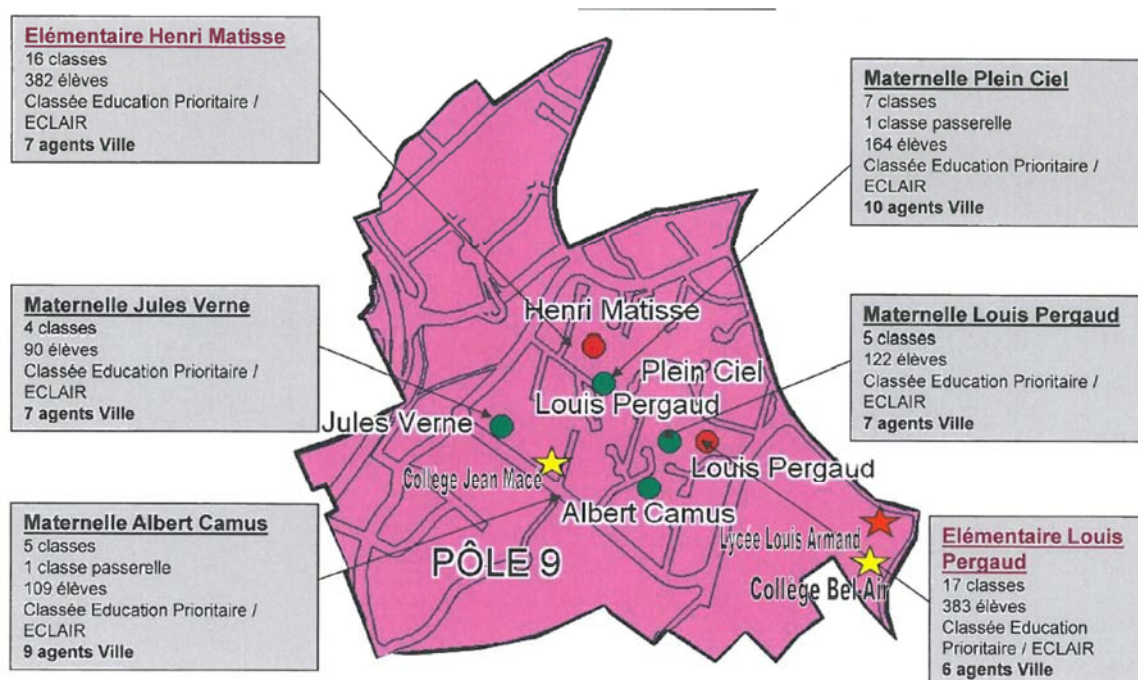 Elémentaire Henri Matisse
16 classes
382 élèves
Classée Education Prioritaire /
ECLAIR
7 agents Ville
Maternelle Plein Ciel
7 classes
1 classe passerelle
164 élèves
Classée Education Prioritaire /
ECLAIR
10 agents Ville
Maternelle Jules Verne
4 classes
90 élèves
Classée Education Prioritaire /
ECLAIR
7 agents Ville
Maternelle Louis Pergaud
5 classes
122 élèves
Classée Education Prioritaire /
ECLAIR
7 agents Ville
Henri Matisse
Plein Ciel
Louis Pergaud
Jules Verne
Louis Pergaud
Collège Jean Macé
Albert Camus
Lycée Louis Armand
PÔLE 9
Collège Bel-Air
Maternelle Albert Camus
5 classes
1 classe passerelle
109 élèves
Classée Education Prioritaire /
ECLAIR
9 agents Ville
Elémentaire Louis
Pergaud
17 classes
383 élèves
Classée Education
Prioritaire / ECLAIR
6 agents Ville